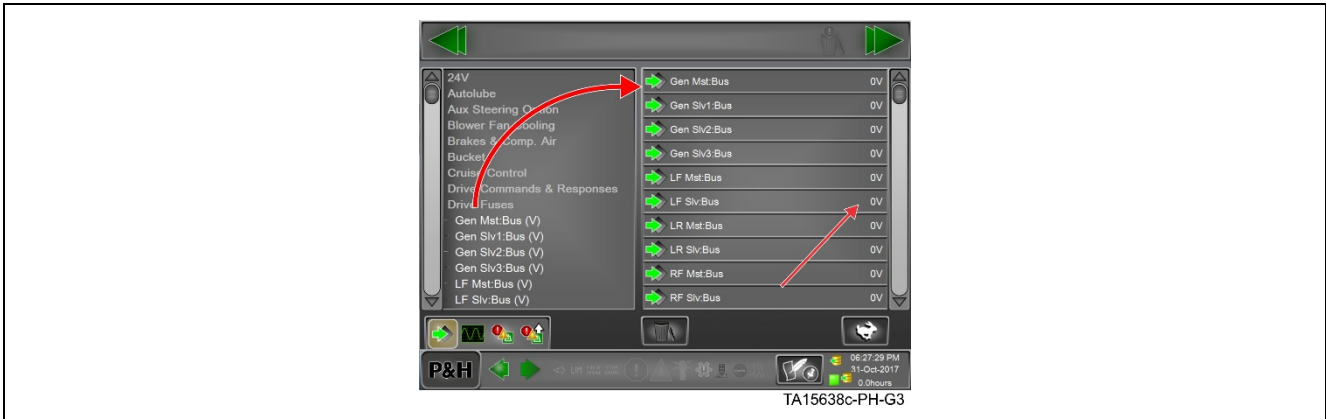 24V
Autolube
Aux Steering Option
Blower Fan Cooling
Brakes & Comp. Air
Bucket
Cruise Control
Drive Commands & Responses
Drive Fuses
Gen Mst:Bus (V)
Gen Slv1:Bus (V)
Gen Slv2:Bus (V)
Gen Slv3:Bus (V)
LF Mst:Bus (V)
LF Slv:Bus (V)
Gen Mst:Bus 0V
Gen Slv1:Bus 0V
Gen Slv2:Bus 0V
Gen Slv3:Bus 0V
LF Mst:Bus 0V
LF Slv:Bus 0V
LR Mst:Bus 0V
LR Slv:Bus 0V
RF Mst:Bus 0V
RF Slv:Bus 0V
P&H
LIM
06:27:29 PM
31-Oct-2017
0.0hours
TA15638c-PH-G3